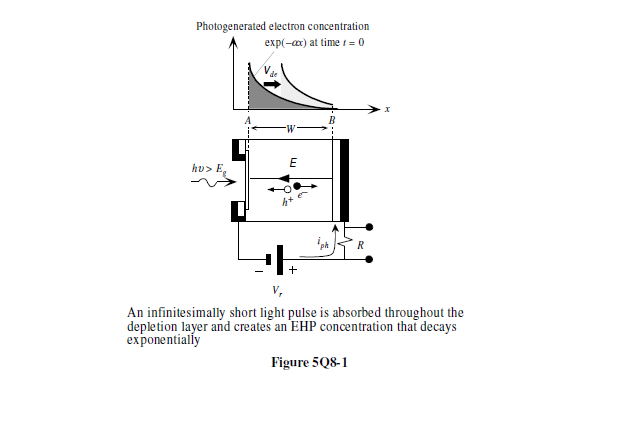 Photogenerated electron concentration
exp(−αx) at time t = 0
V_de
x
A
B
W
E
hυ > E_g
h+
e−
i_ph
R
−
+
V_r
An infinitesimally short light pulse is absorbed throughout the
depletion layer and creates an EHP concentration that decays
exponentially
Figure 5Q8-1